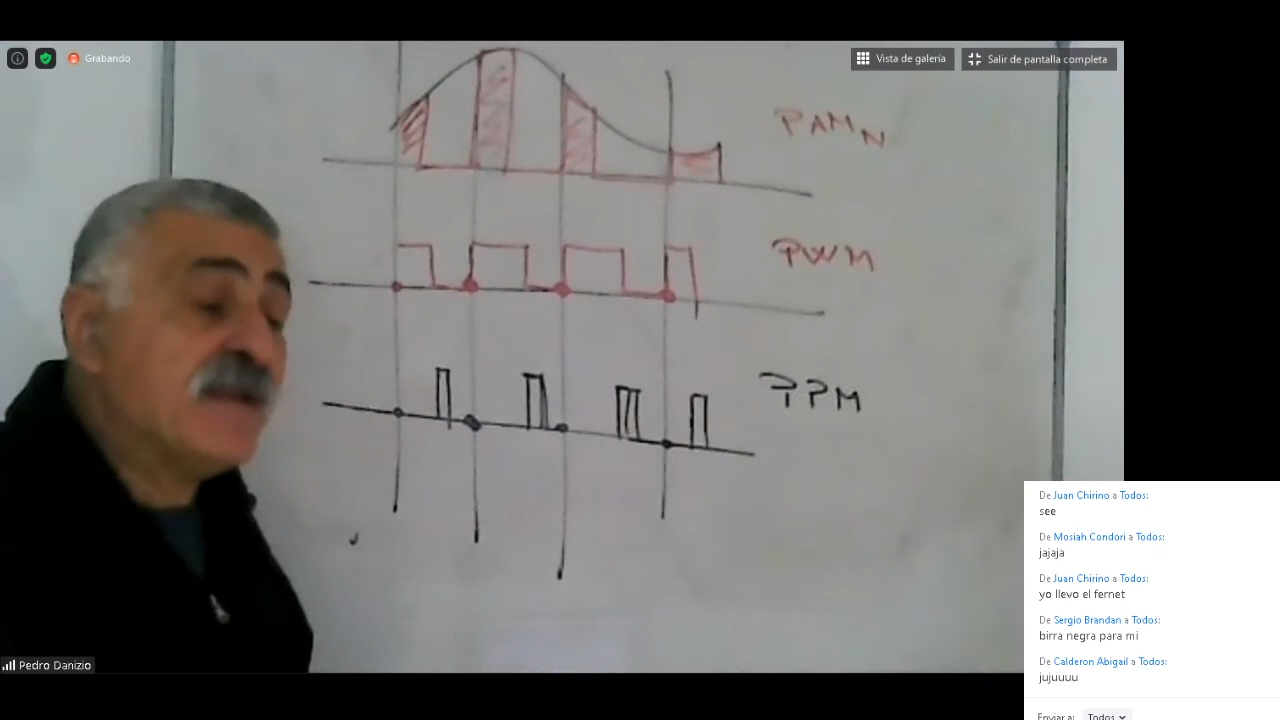 Grabando
Vista de galería
Salir de pantalla completa
PAM N
PWM
PPM
De Juan Chirino a Todos:
see
De Mosiah Condori a Todos:
jajaja
De Juan Chirino a Todos:
yo llevo el fernet
De Sergio Brandan a Todos:
birra negra para mi
De Calderon Abigail a Todos:
jujuuuu
Pedro Danizio
Enviar a: Todos